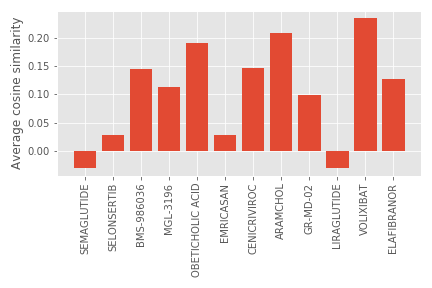 Average cosine similarity
0.20
0.15
0.10
0.05
0.00
SEMAGLUTIDE
SELONSERTIB
BMS-986036
MGL-3196
OBETICHOLIC ACID
EMRICASAN
CENICRIVIROC
ARAMCHOL
GR-MD-02
LIRAGLUTIDE
VOLIXIBAT
ELAFIBRANOR